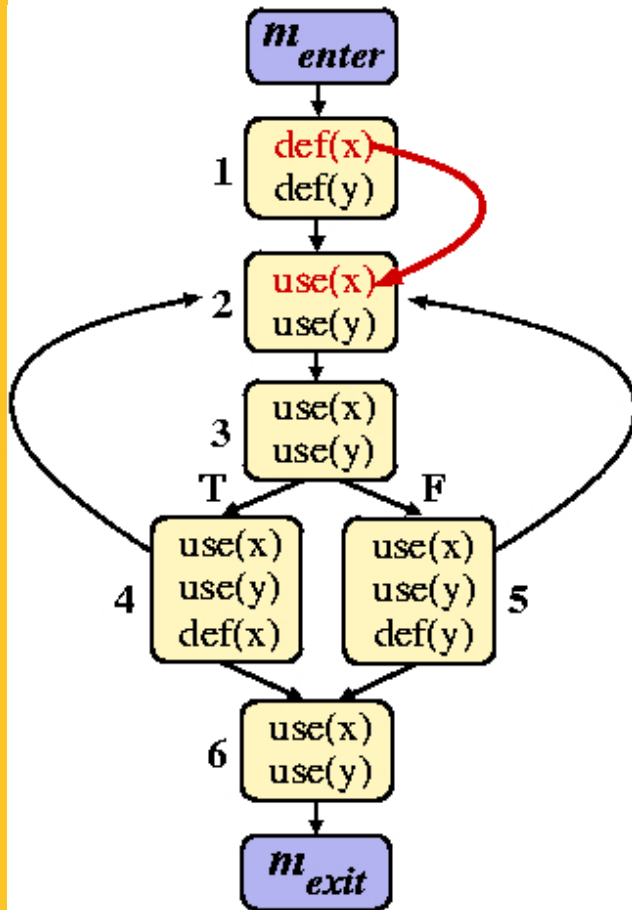 m enter
1
def(x)
def(y)
2
use(x)
use(y)
3
use(x)
use(y)
T
F
4
use(x)
use(y)
def(x)
use(x)
use(y)
def(y)
5
6
use(x)
use(y)
m exit